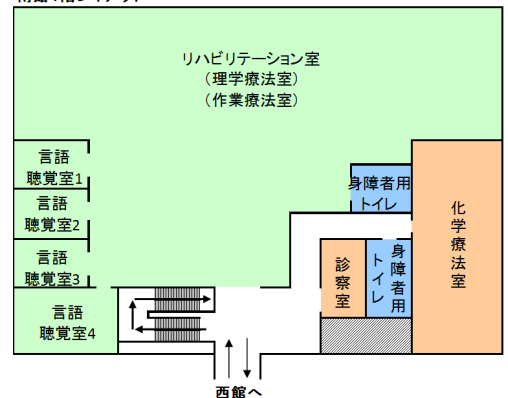 リハビリテーション室
（理学療法室）
（作業療法室）
言語
聴覚室1
言語
聴覚室2
言語
聴覚室3
言語
聴覚室4
身障者用
トイレ
化学療法室
診察室
身障者用
トイレ
西館へ